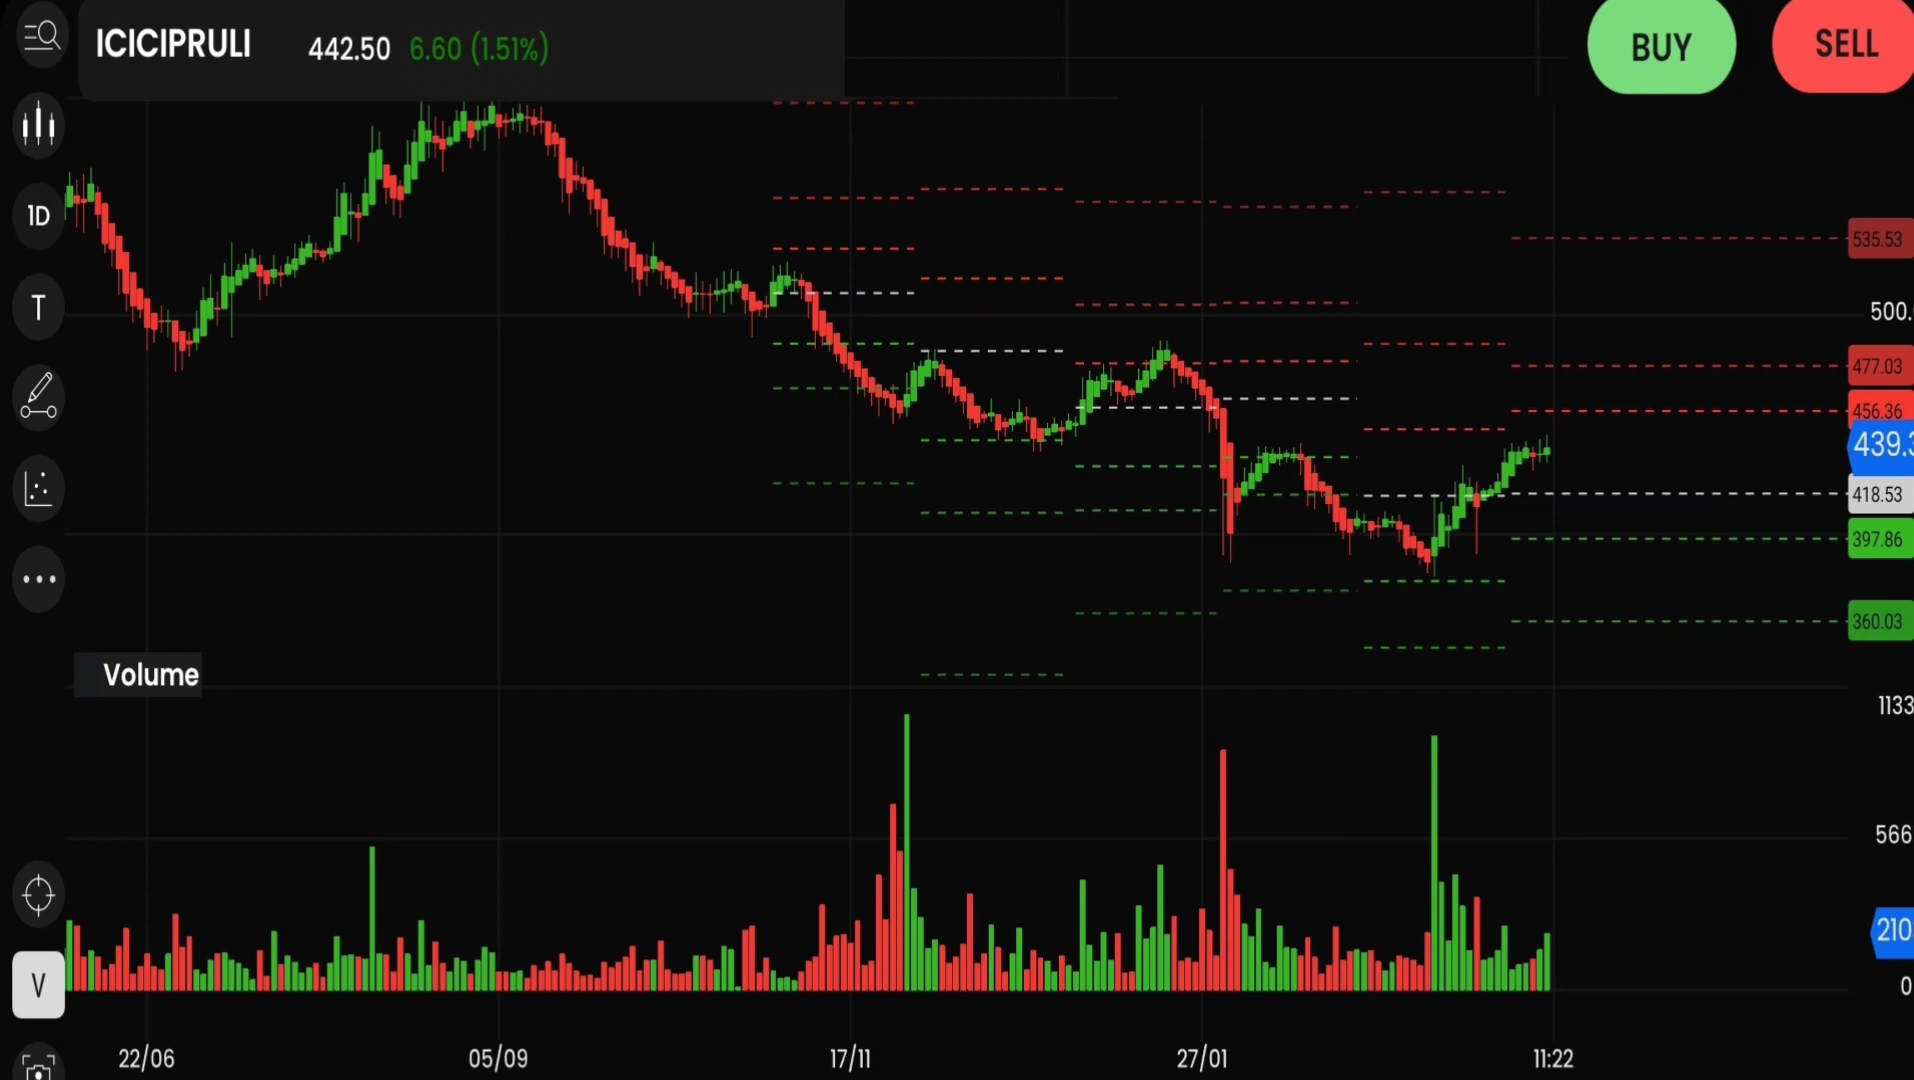 ICICIPRULI 442.50 6.60 (1.51%)
BUY
SELL
1D
T
535.53
500.
477.03
456.36
439.3
418.53
397.86
360.03
Volume
1133
566
210
0
V
22/06 05/09 17/11 27/01 11:22